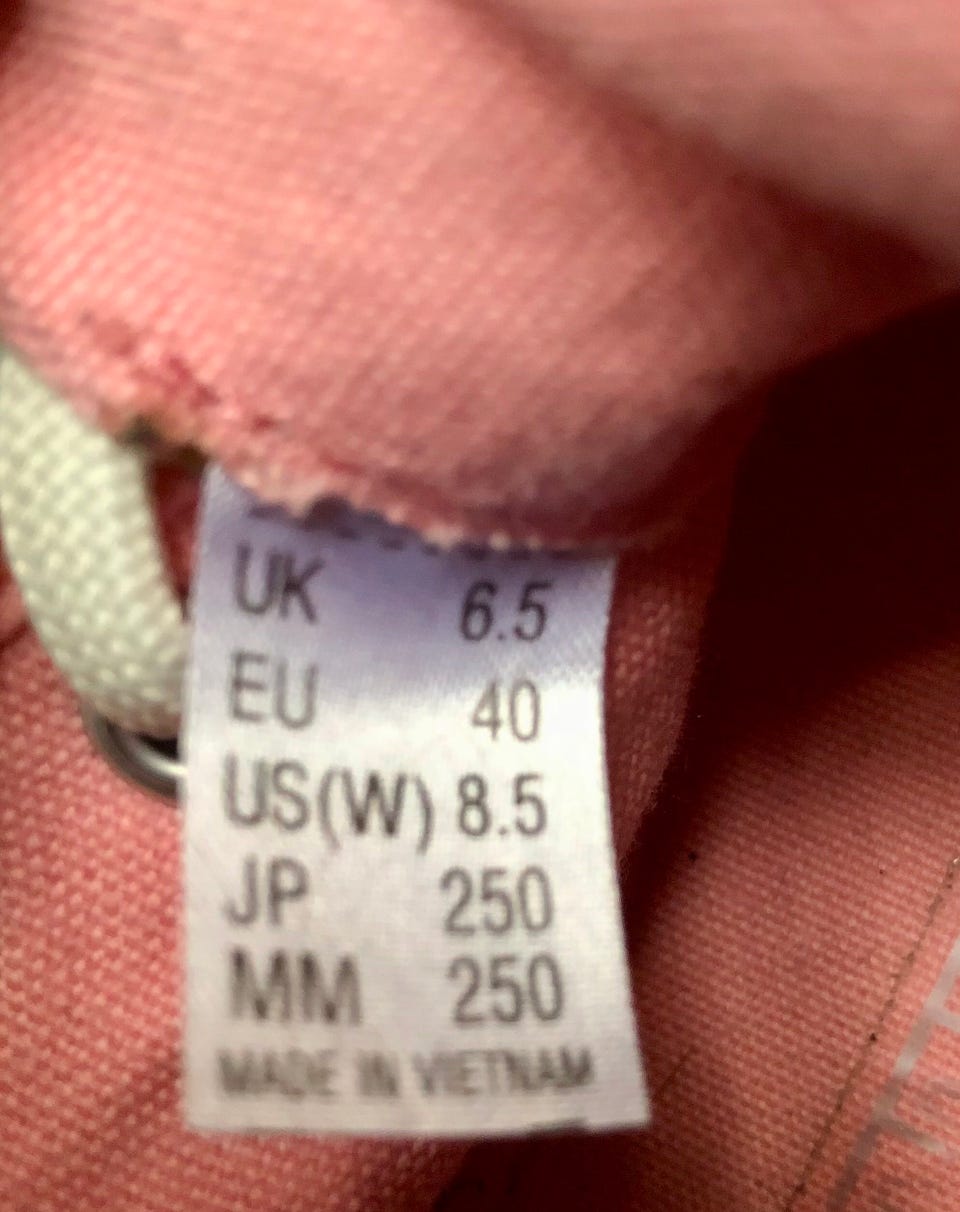 UK 6.5
EU 40
US(W) 8.5
JP 250
MM 250
MADE IN VIETNAM